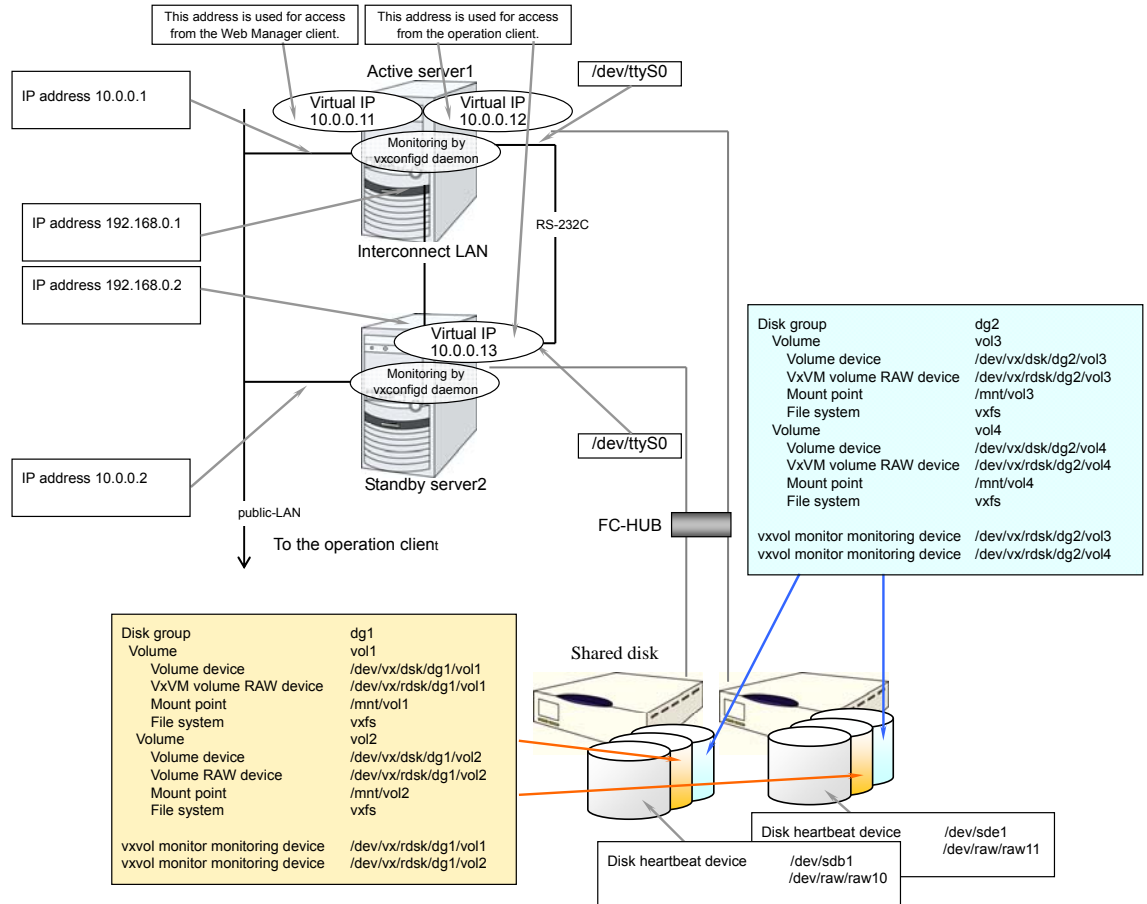 This address is used for access
from the Web Manager client.
This address is used for access
from the operation client.
Active server1
/dev/ttyS0
IP address 10.0.0.1
Virtual IP
10.0.0.11
Virtual IP
10.0.0.12
Monitoring by
vxconfigd daemon
IP address 192.168.0.1
RS-232C
Interconnect LAN
IP address 192.168.0.2
Virtual IP
10.0.0.13
Monitoring by
vxconfigd daemon
/dev/ttyS0
IP address 10.0.0.2
Standby server2
public-LAN
To the operation client
FC-HUB
Disk group dg2
Volume vol3
Volume device /dev/vx/dsk/dg2/vol3
VxVM volume RAW device /dev/vx/rdsk/dg2/vol3
Mount point /mnt/vol3
File system vxfs
Volume vol4
Volume device /dev/vx/dsk/dg2/vol4
VxVM volume RAW device /dev/vx/rdsk/dg2/vol4
Mount point /mnt/vol4
File system vxfs
vxvol monitor monitoring device /dev/vx/rdsk/dg2/vol3
vxvol monitor monitoring device /dev/vx/rdsk/dg2/vol4
Disk group dg1
Volume vol1
Volume device /dev/vx/dsk/dg1/vol1
VxVM volume RAW device /dev/vx/rdsk/dg1/vol1
Mount point /mnt/vol1
File system vxfs
Volume vol2
Volume device /dev/vx/dsk/dg1/vol2
Volume RAW device /dev/vx/rdsk/dg1/vol2
Mount point /mnt/vol2
File system vxfs
vxvol monitor monitoring device /dev/vx/rdsk/dg1/vol1
vxvol monitor monitoring device /dev/vx/rdsk/dg1/vol2
Shared disk
Disk heartbeat device /dev/sde1
/dev/raw/raw11
Disk heartbeat device /dev/sdb1
/dev/raw/raw10